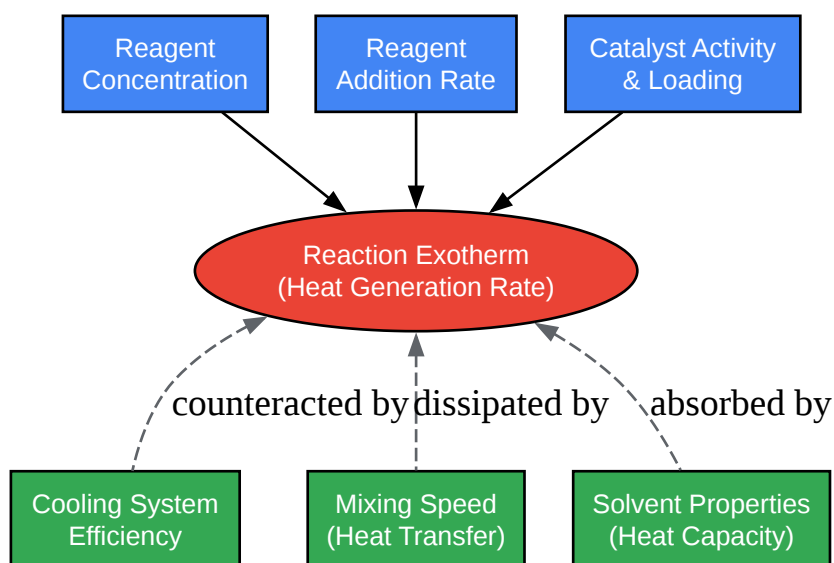 Reagent
Concentration
Reagent
Addition Rate
Catalyst Activity
& Loading
Reaction Exotherm
(Heat Generation Rate)
counteracted by
dissipated by
absorbed by
Cooling System
Efficiency
Mixing Speed
(Heat Transfer)
Solvent Properties
(Heat Capacity)